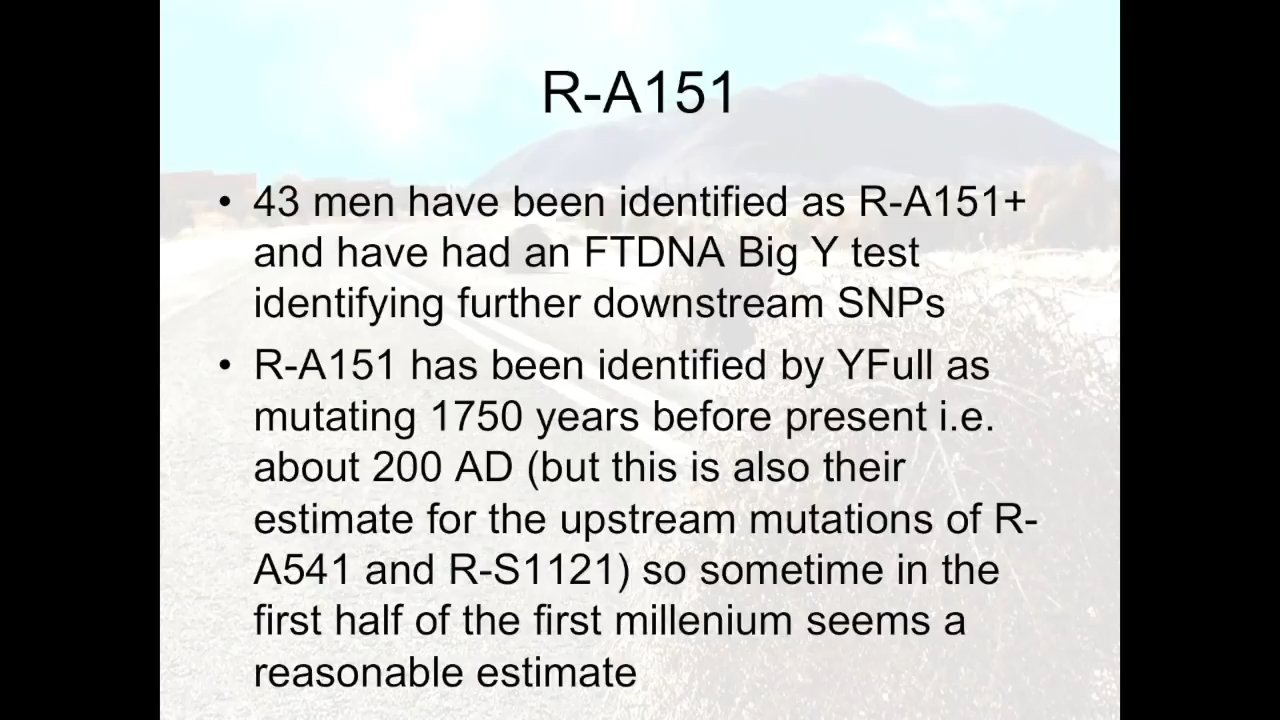 R-A151
• 43 men have been identified as R-A151+
and have had an FTDNA Big Y test
identifying further downstream SNPs
• R-A151 has been identified by YFull as
mutating 1750 years before present i.e.
about 200 AD (but this is also their
estimate for the upstream mutations of R-
A541 and R-S1121) so sometime in the
first half of the first millenium seems a
reasonable estimate